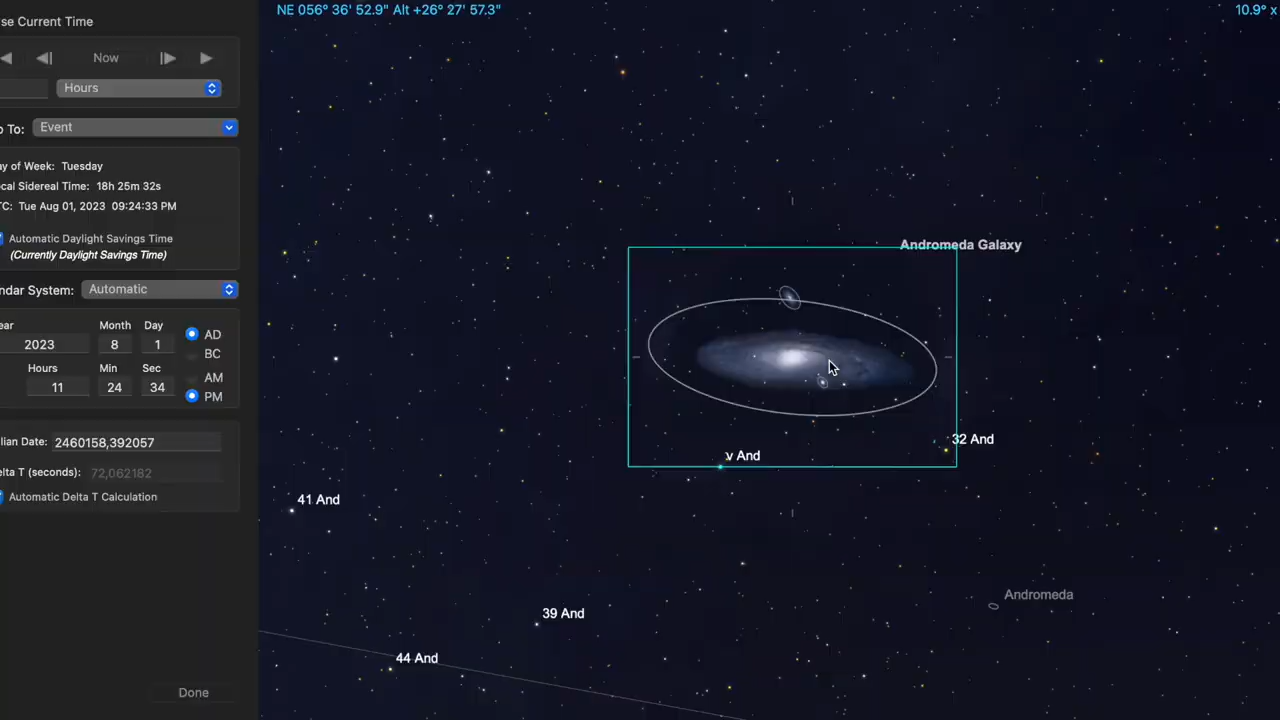 NE 056° 36' 52.9" Alt +26° 27' 57.3"
10.9° x
se Current Time
Now
Hours
p To:
Event
ay of Week: Tuesday
cal Sidereal Time: 18h 25m 32s
TC: Tue Aug 01, 2023 09:24:33 PM
Automatic Daylight Savings Time
(Currently Daylight Savings Time)
ndar System:
Automatic
ear
Month
Day
2023
8
1
AD
BC
Hours
Min
Sec
11
24
34
AM
PM
lian Date:
2460158,392057
elta T (seconds):
72,062182
Automatic Delta T Calculation
Done
Andromeda Galaxy
32 And
ν And
41 And
Andromeda
39 And
44 And